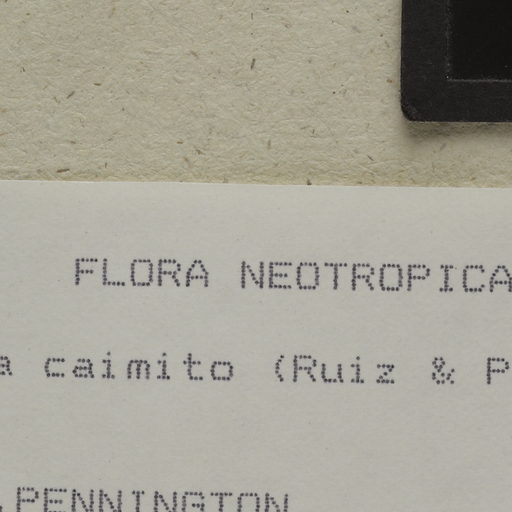 FLORA NEOTROPICA
a caimito (Ruiz & P
.PENNINGTON